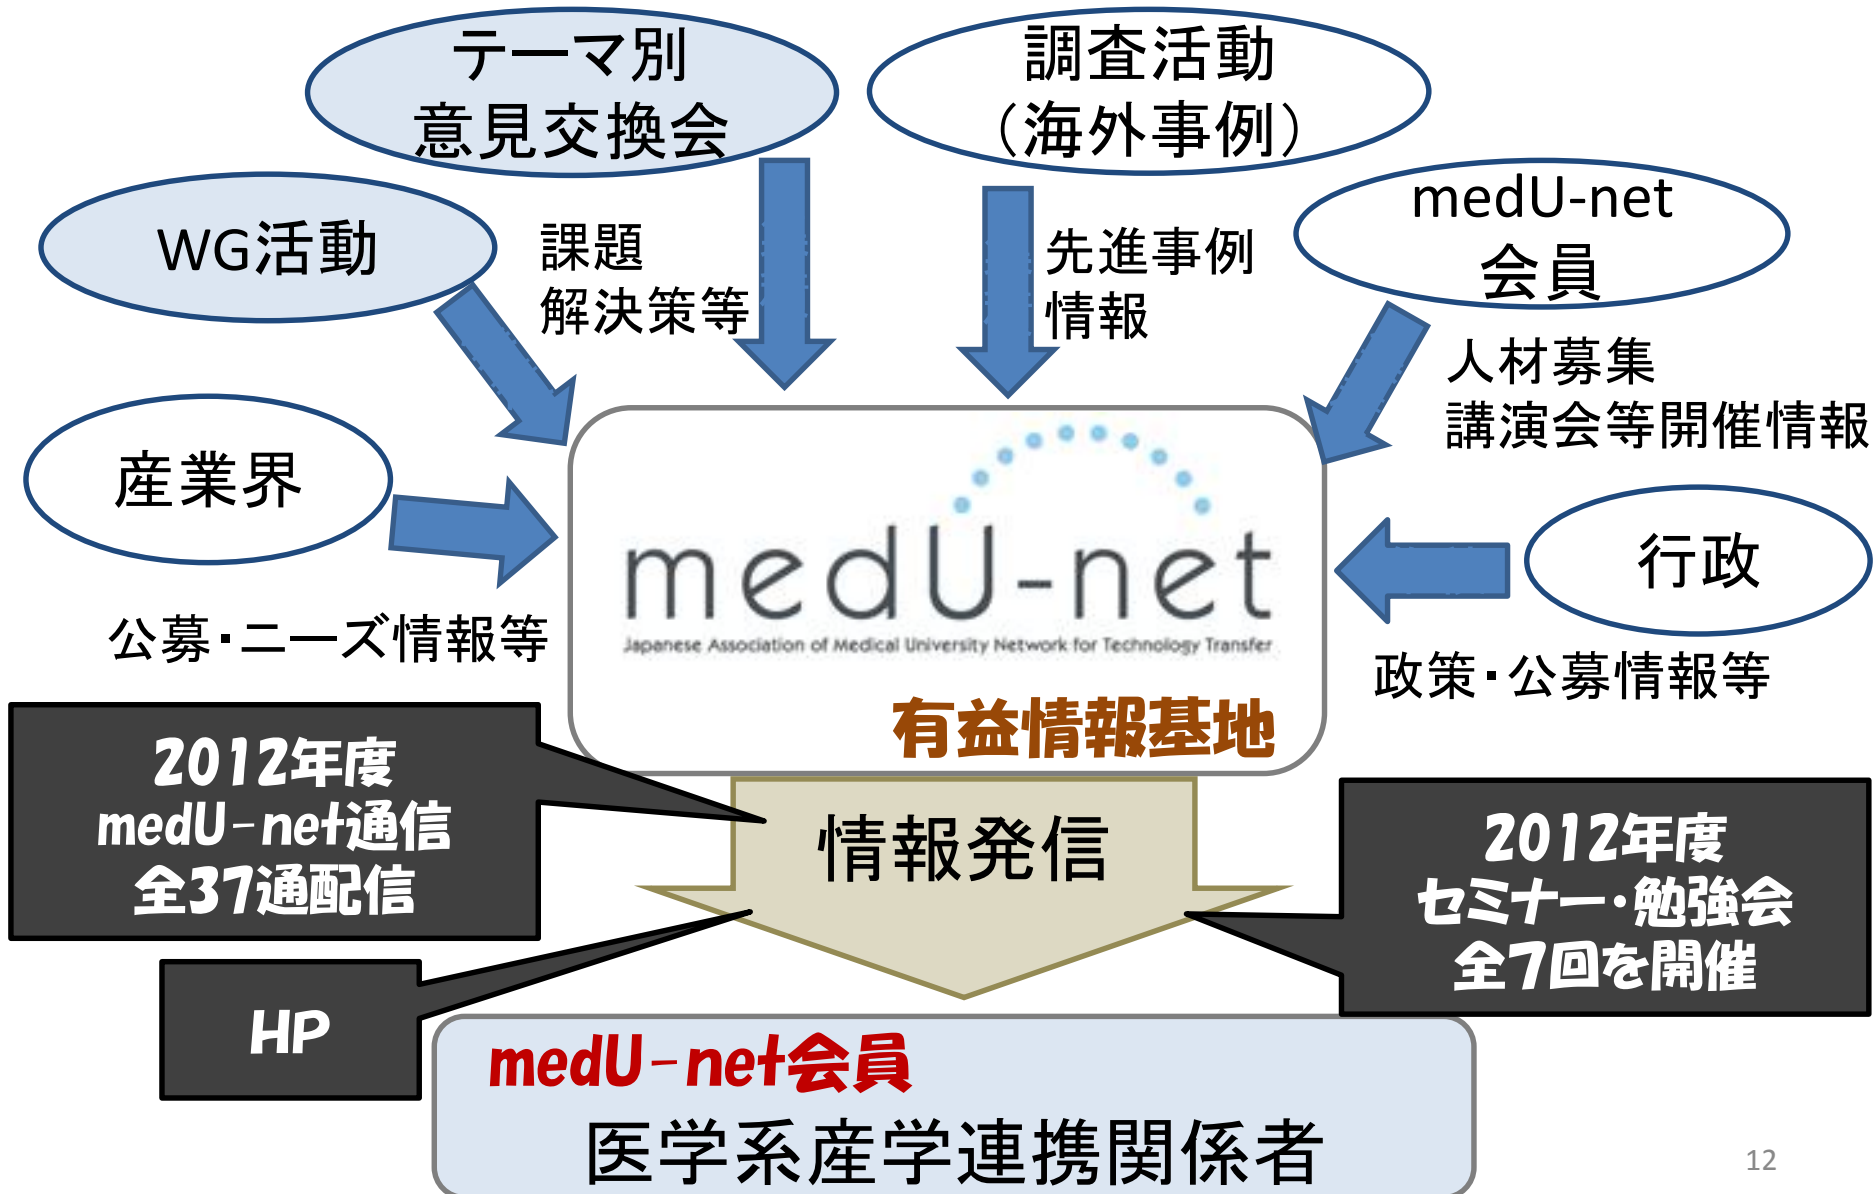 テーマ別
意見交換会
調査活動
（海外事例）
WG活動
課題
解決策等
先進事例
情報
medU-net
会員
人材募集
講演会等開催情報
産業界
公募・ニーズ情報等
medU-net
Japanese Association of Medical University Network for Technology Transfer
有益情報基地
行政
政策・公募情報等
2012年度
medU-net通信
全37通配信
情報発信
2012年度
セミナー・勉強会
全7回を開催
HP
medU-net会員
医学系産学連携関係者
12